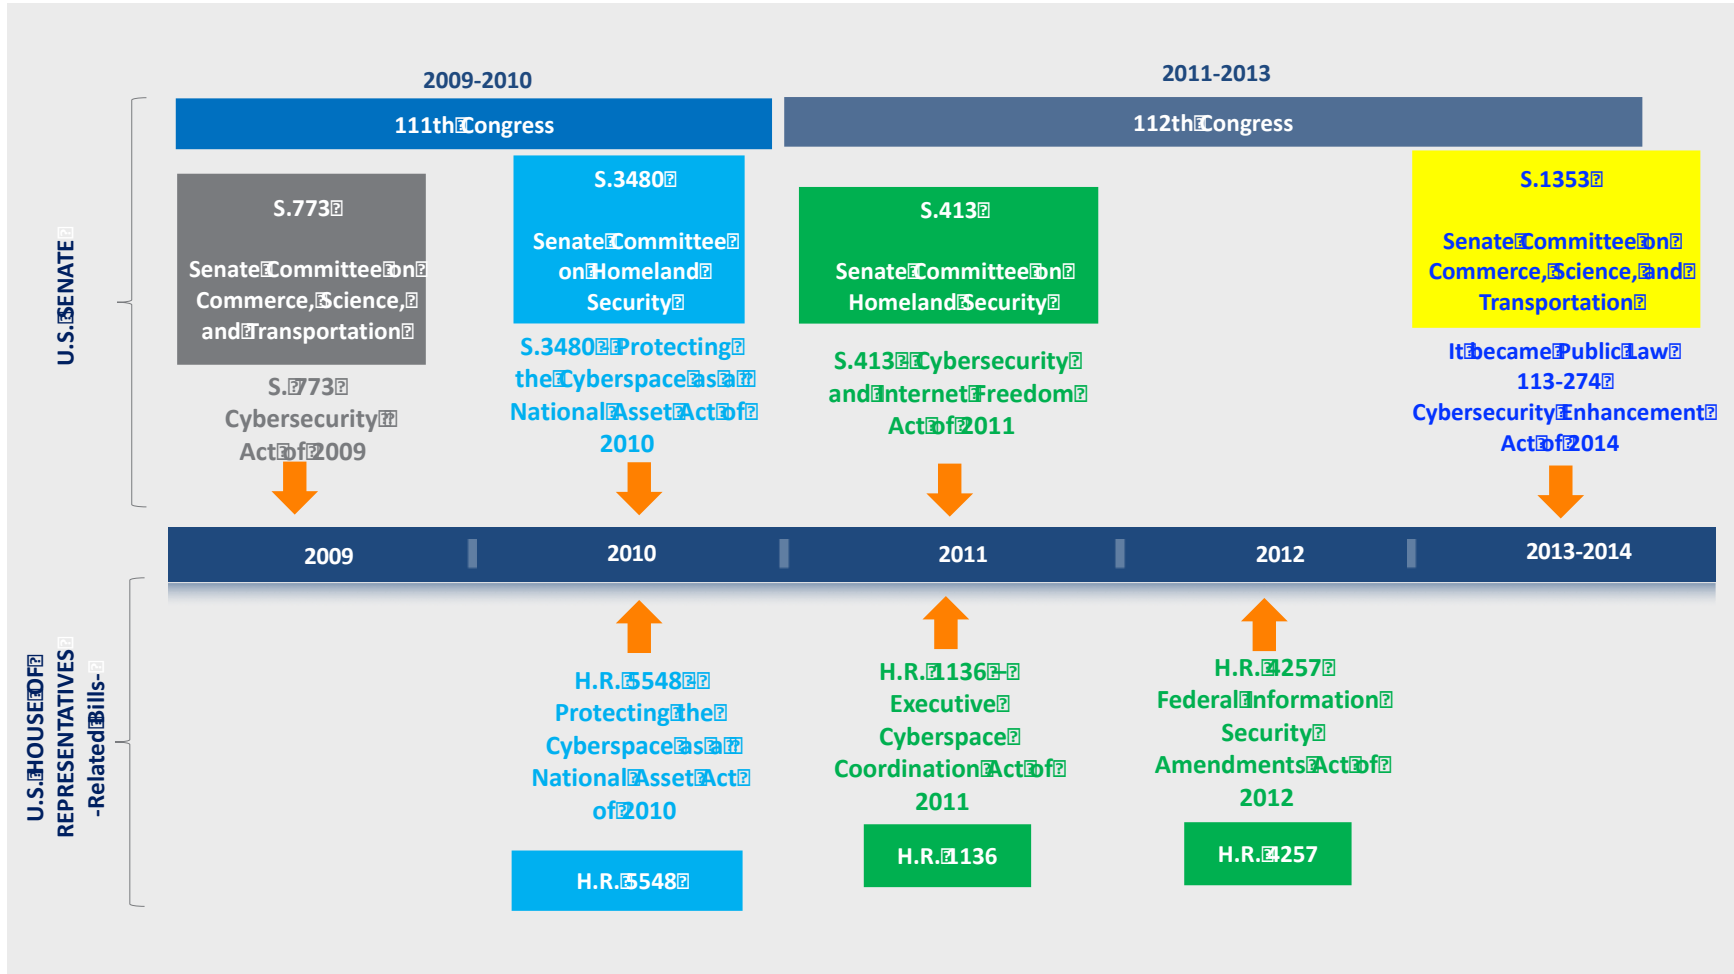 2009-2010
2011-2013
111th Congress
112th Congress
U.S. SENATE
S.773
Senate Committee on
Commerce, Science,
and Transportation
S. 773
Cybersecurity
Act of 2009
S.3480
Senate Committee
on Homeland
Security
S.3480 - Protecting
the Cyberspace as a
National Asset Act of
2010
S.413
Senate Committee on
Homeland Security
S.413 - Cybersecurity
and Internet Freedom
Act of 2011
S.1353
Senate Committee on
Commerce, Science, and
Transportation
It became Public Law
113-274
Cybersecurity Enhancement
Act of 2014
2009
2010
2011
2012
2013-2014
U.S. HOUSE OF
REPRESENTATIVES
-Related Bills-
H.R. 5548 -
Protecting the
Cyberspace as a
National Asset Act
of 2010
H.R. 5548
H.R. 1136 –
Executive
Cyberspace
Coordination Act of
2011
H.R. 1136
H.R. 4257
Federal Information
Security
Amendments Act of
2012
H.R. 4257